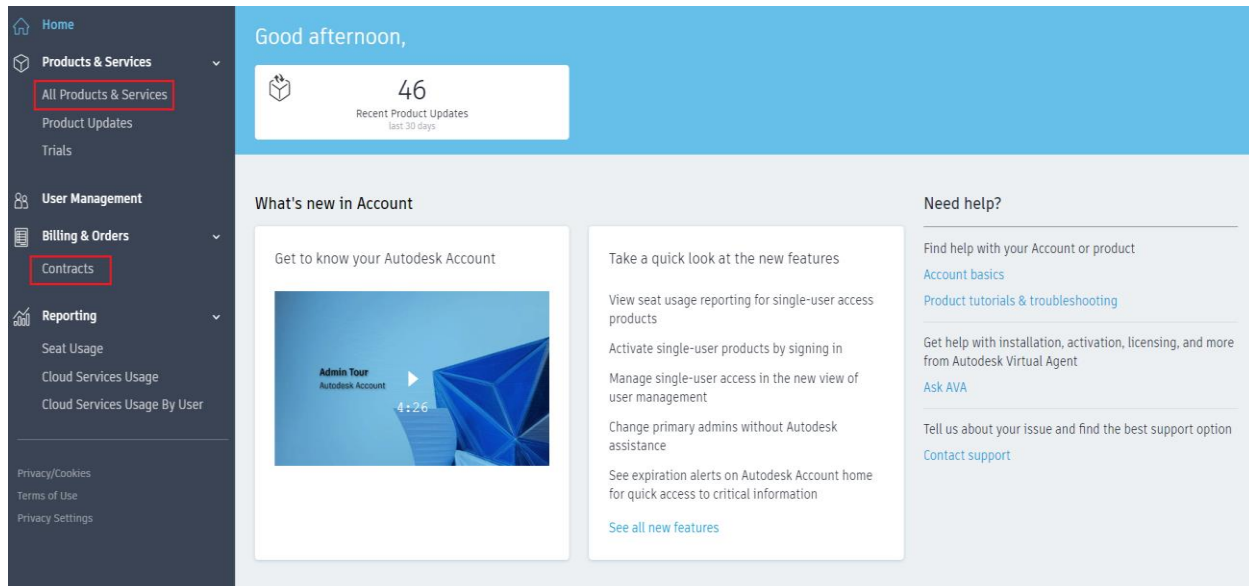 Home
Products & Services
All Products & Services
Product Updates
Trials
User Management
Billing & Orders
Contracts
Reporting
Seat Usage
Cloud Services Usage
Cloud Services Usage By User
Privacy/Cookies
Terms of Use
Privacy Settings
Good afternoon,
46
Recent Product Updates
last 30 days
What's new in Account
Get to know your Autodesk Account
Admin Tour
Autodesk Account
4:26
Take a quick look at the new features
View seat usage reporting for single-user access
products
Activate single-user products by signing in
Manage single-user access in the new view of
user management
Change primary admins without Autodesk
assistance
See expiration alerts on Autodesk Account home
for quick access to critical information
See all new features
Need help?
Find help with your Account or product
Account basics
Product tutorials & troubleshooting
Get help with installation, activation, licensing, and more
from Autodesk Virtual Agent
Ask AVA
Tell us about your issue and find the best support option
Contact support